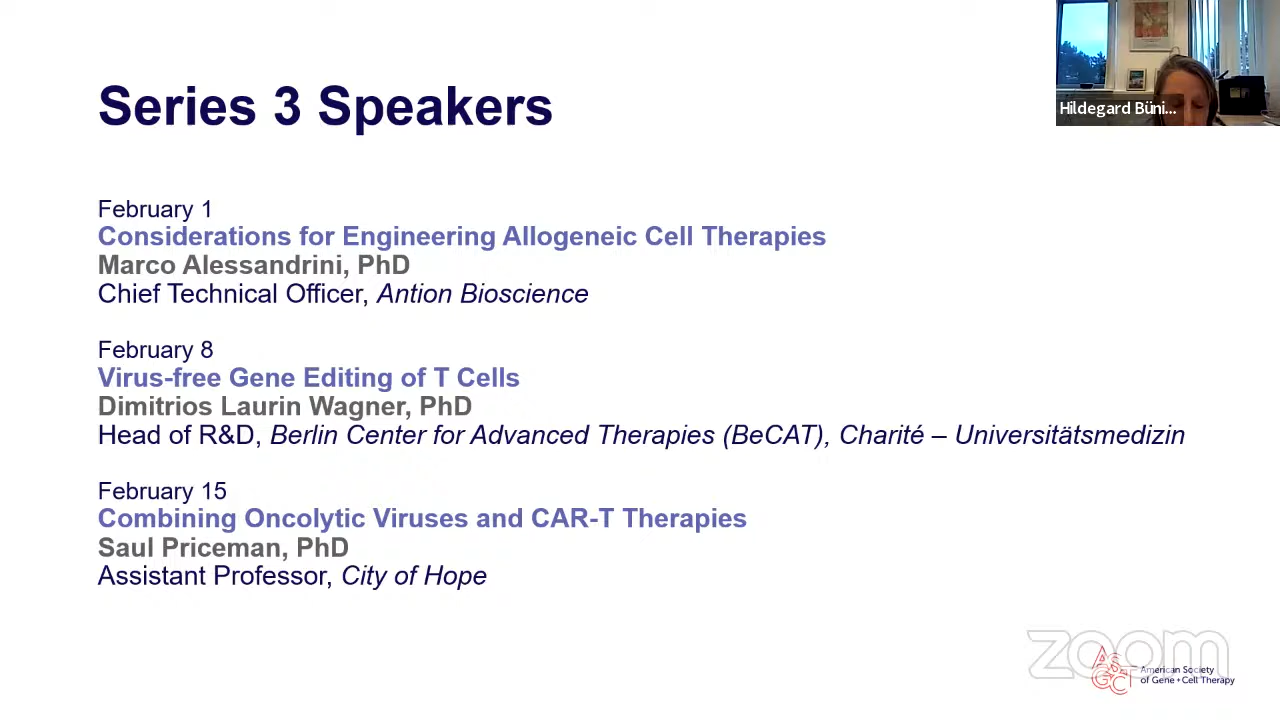 Series 3 Speakers
Hildegard Büni...
February 1
Considerations for Engineering Allogeneic Cell Therapies
Marco Alessandrini, PhD
Chief Technical Officer, Antion Bioscience
February 8
Virus-free Gene Editing of T Cells
Dimitrios Laurin Wagner, PhD
Head of R&D, Berlin Center for Advanced Therapies (BeCAT), Charité – Universitätsmedizin
February 15
Combining Oncolytic Viruses and CAR-T Therapies
Saul Priceman, PhD
Assistant Professor, City of Hope
zoom
ASGCT
American Society
of Gene + Cell Therapy